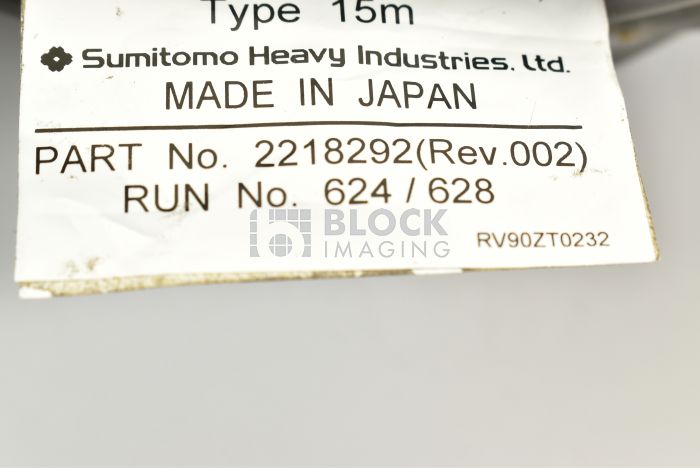 Type 15m
Sumitomo Heavy Industries. Ltd.
MADE IN JAPAN
PART No. 2218292(Rev.002)
RUN No. 624 / 628
BLOCK
IMAGING
RV90ZT0232